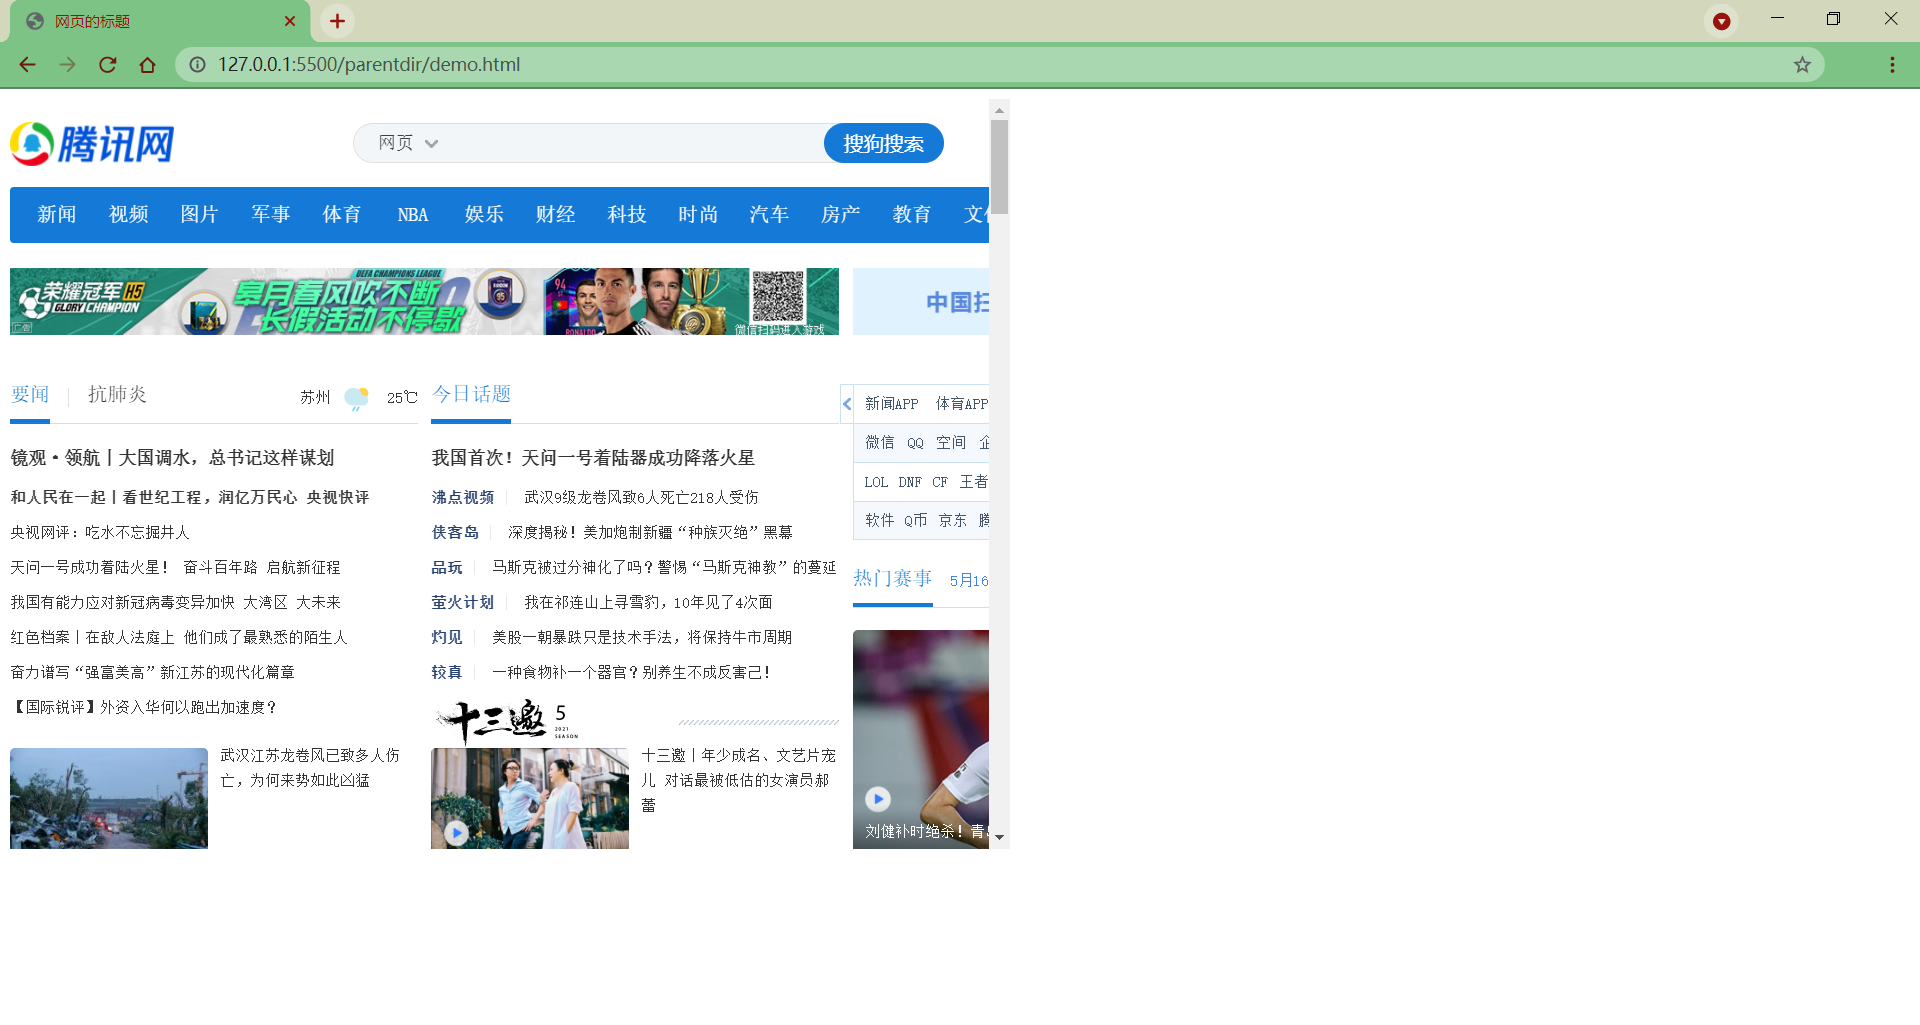 网页的标题
127.0.0.1:5500/parentdir/demo.html
腾讯网
网页
搜狗搜索
新闻 视频 图片 军事 体育 NBA 娱乐 财经 科技 时尚 汽车 房产 教育 文
荣耀冠军H5
GLORY CHAMPION
广告
UEFA CHAMPIONS LEAGUE
皋月春风吹不断
长假活动不停歇
94
RONALDO
微信扫码进入游戏
中国扫
要闻 抗肺炎 苏州 25℃
镜观·领航丨大国调水，总书记这样谋划
和人民在一起丨看世纪工程，润亿万民心 央视快评
央视网评：吃水不忘掘井人
天问一号成功着陆火星！ 奋斗百年路 启航新征程
我国有能力应对新冠病毒变异加快 大湾区 大未来
红色档案丨在敌人法庭上 他们成了最熟悉的陌生人
奋力谱写“强富美高”新江苏的现代化篇章
【国际锐评】外资入华何以跑出加速度？
武汉江苏龙卷风已致多人伤
亡，为何来势如此凶猛
今日话题
我国首次！天问一号着陆器成功降落火星
沸点视频 武汉9级龙卷风致6人死亡218人受伤
侠客岛 深度揭秘！美加炮制新疆“种族灭绝”黑幕
品玩 马斯克被过分神化了吗？警惕“马斯克神教”的蔓延
萤火计划 我在祁连山上寻雪豹，10年见了4次面
灼见 美股一朝暴跌只是技术手法，将保持牛市周期
较真 一种食物补一个器官？别养生不成反害己！
十三邀 5
2021
SEASON
十三邀丨年少成名、文艺片宠
儿 对话最被低估的女演员郝
蕾
新闻APP 体育APP
微信 QQ 空间 企
LOL DNF CF 王者
软件 Q币 京东 腾
热门赛事 5月16
刘健补时绝杀！青